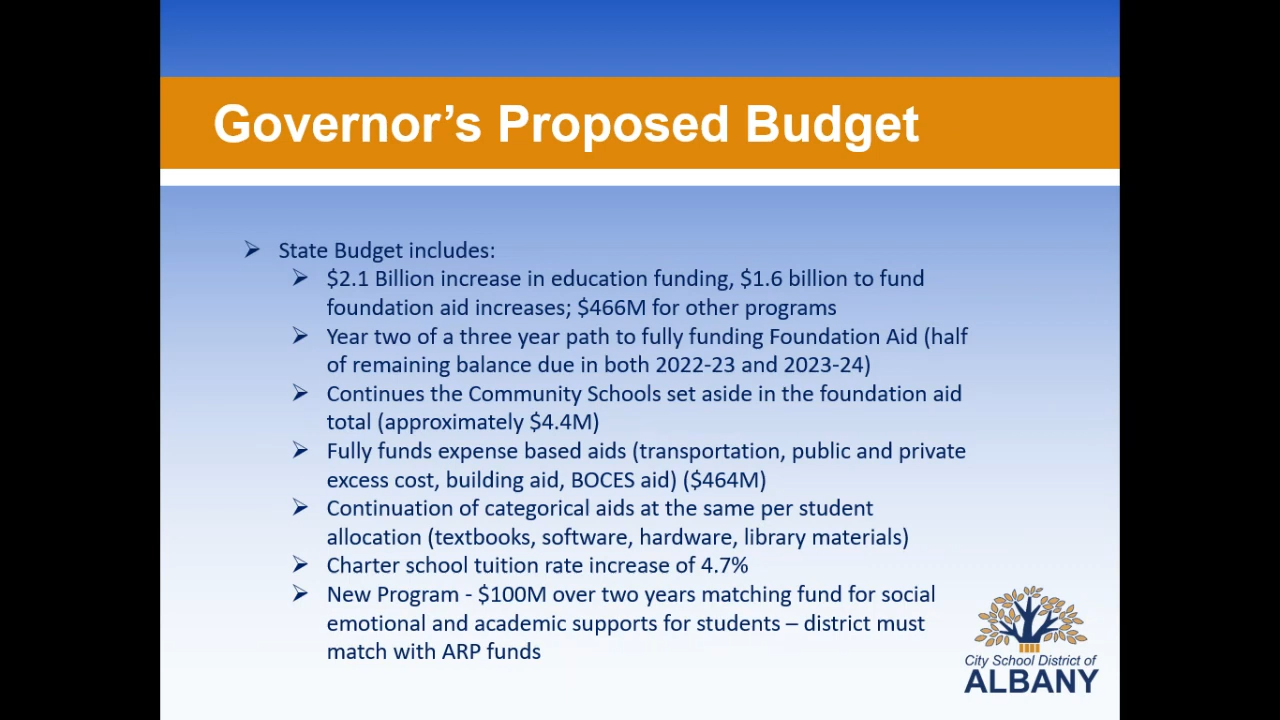 Governor’s Proposed Budget
State Budget includes:
$2.1 Billion increase in education funding, $1.6 billion to fund
foundation aid increases; $466M for other programs
Year two of a three year path to fully funding Foundation Aid (half
of remaining balance due in both 2022-23 and 2023-24)
Continues the Community Schools set aside in the foundation aid
total (approximately $4.4M)
Fully funds expense based aids (transportation, public and private
excess cost, building aid, BOCES aid) ($464M)
Continuation of categorical aids at the same per student
allocation (textbooks, software, hardware, library materials)
Charter school tuition rate increase of 4.7%
New Program - $100M over two years matching fund for social
emotional and academic supports for students – district must
match with ARP funds
City School District of
ALBANY